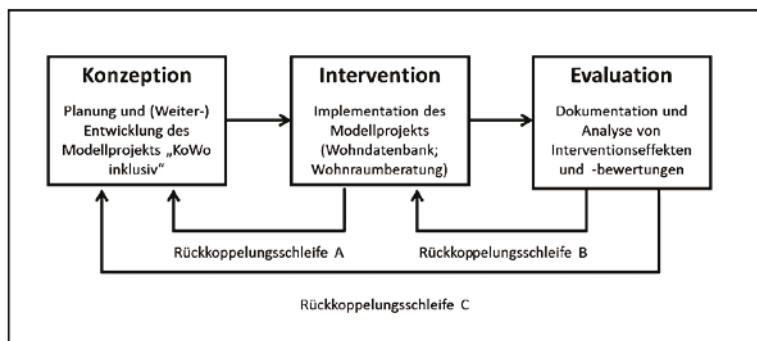 Konzeption
Planung und (Weiter-)
Entwicklung des
Modellprojekts „KoWo
inklusiv“
Intervention
Implementation des
Modellprojekts
(Wohndatenbank;
Wohnraumberatung)
Evaluation
Dokumentation und
Analyse von
Interventionseffekten
und -bewertungen
Rückkoppelungsschleife A
Rückkoppelungsschleife B
Rückkoppelungsschleife C